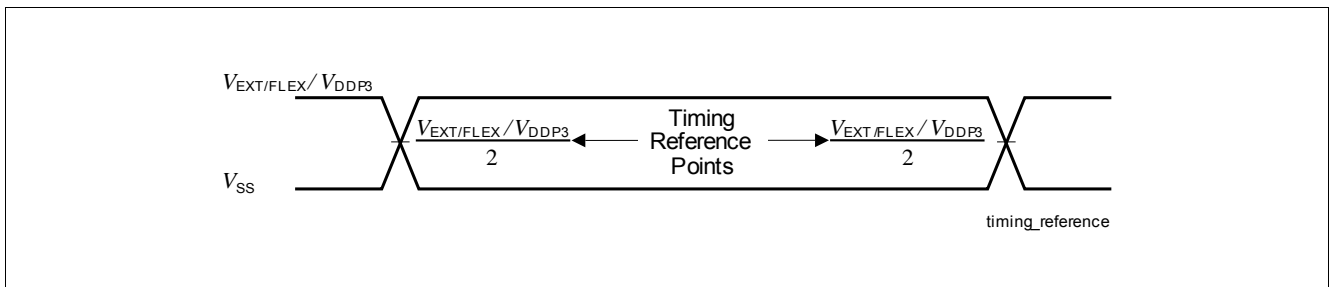 VEXT/FLEX/VDDP3
VEXT/FLEX/VDDP3
2
Timing
Reference
Points
VEXT/FLEX/VDDP3
2
VSS
timing_reference